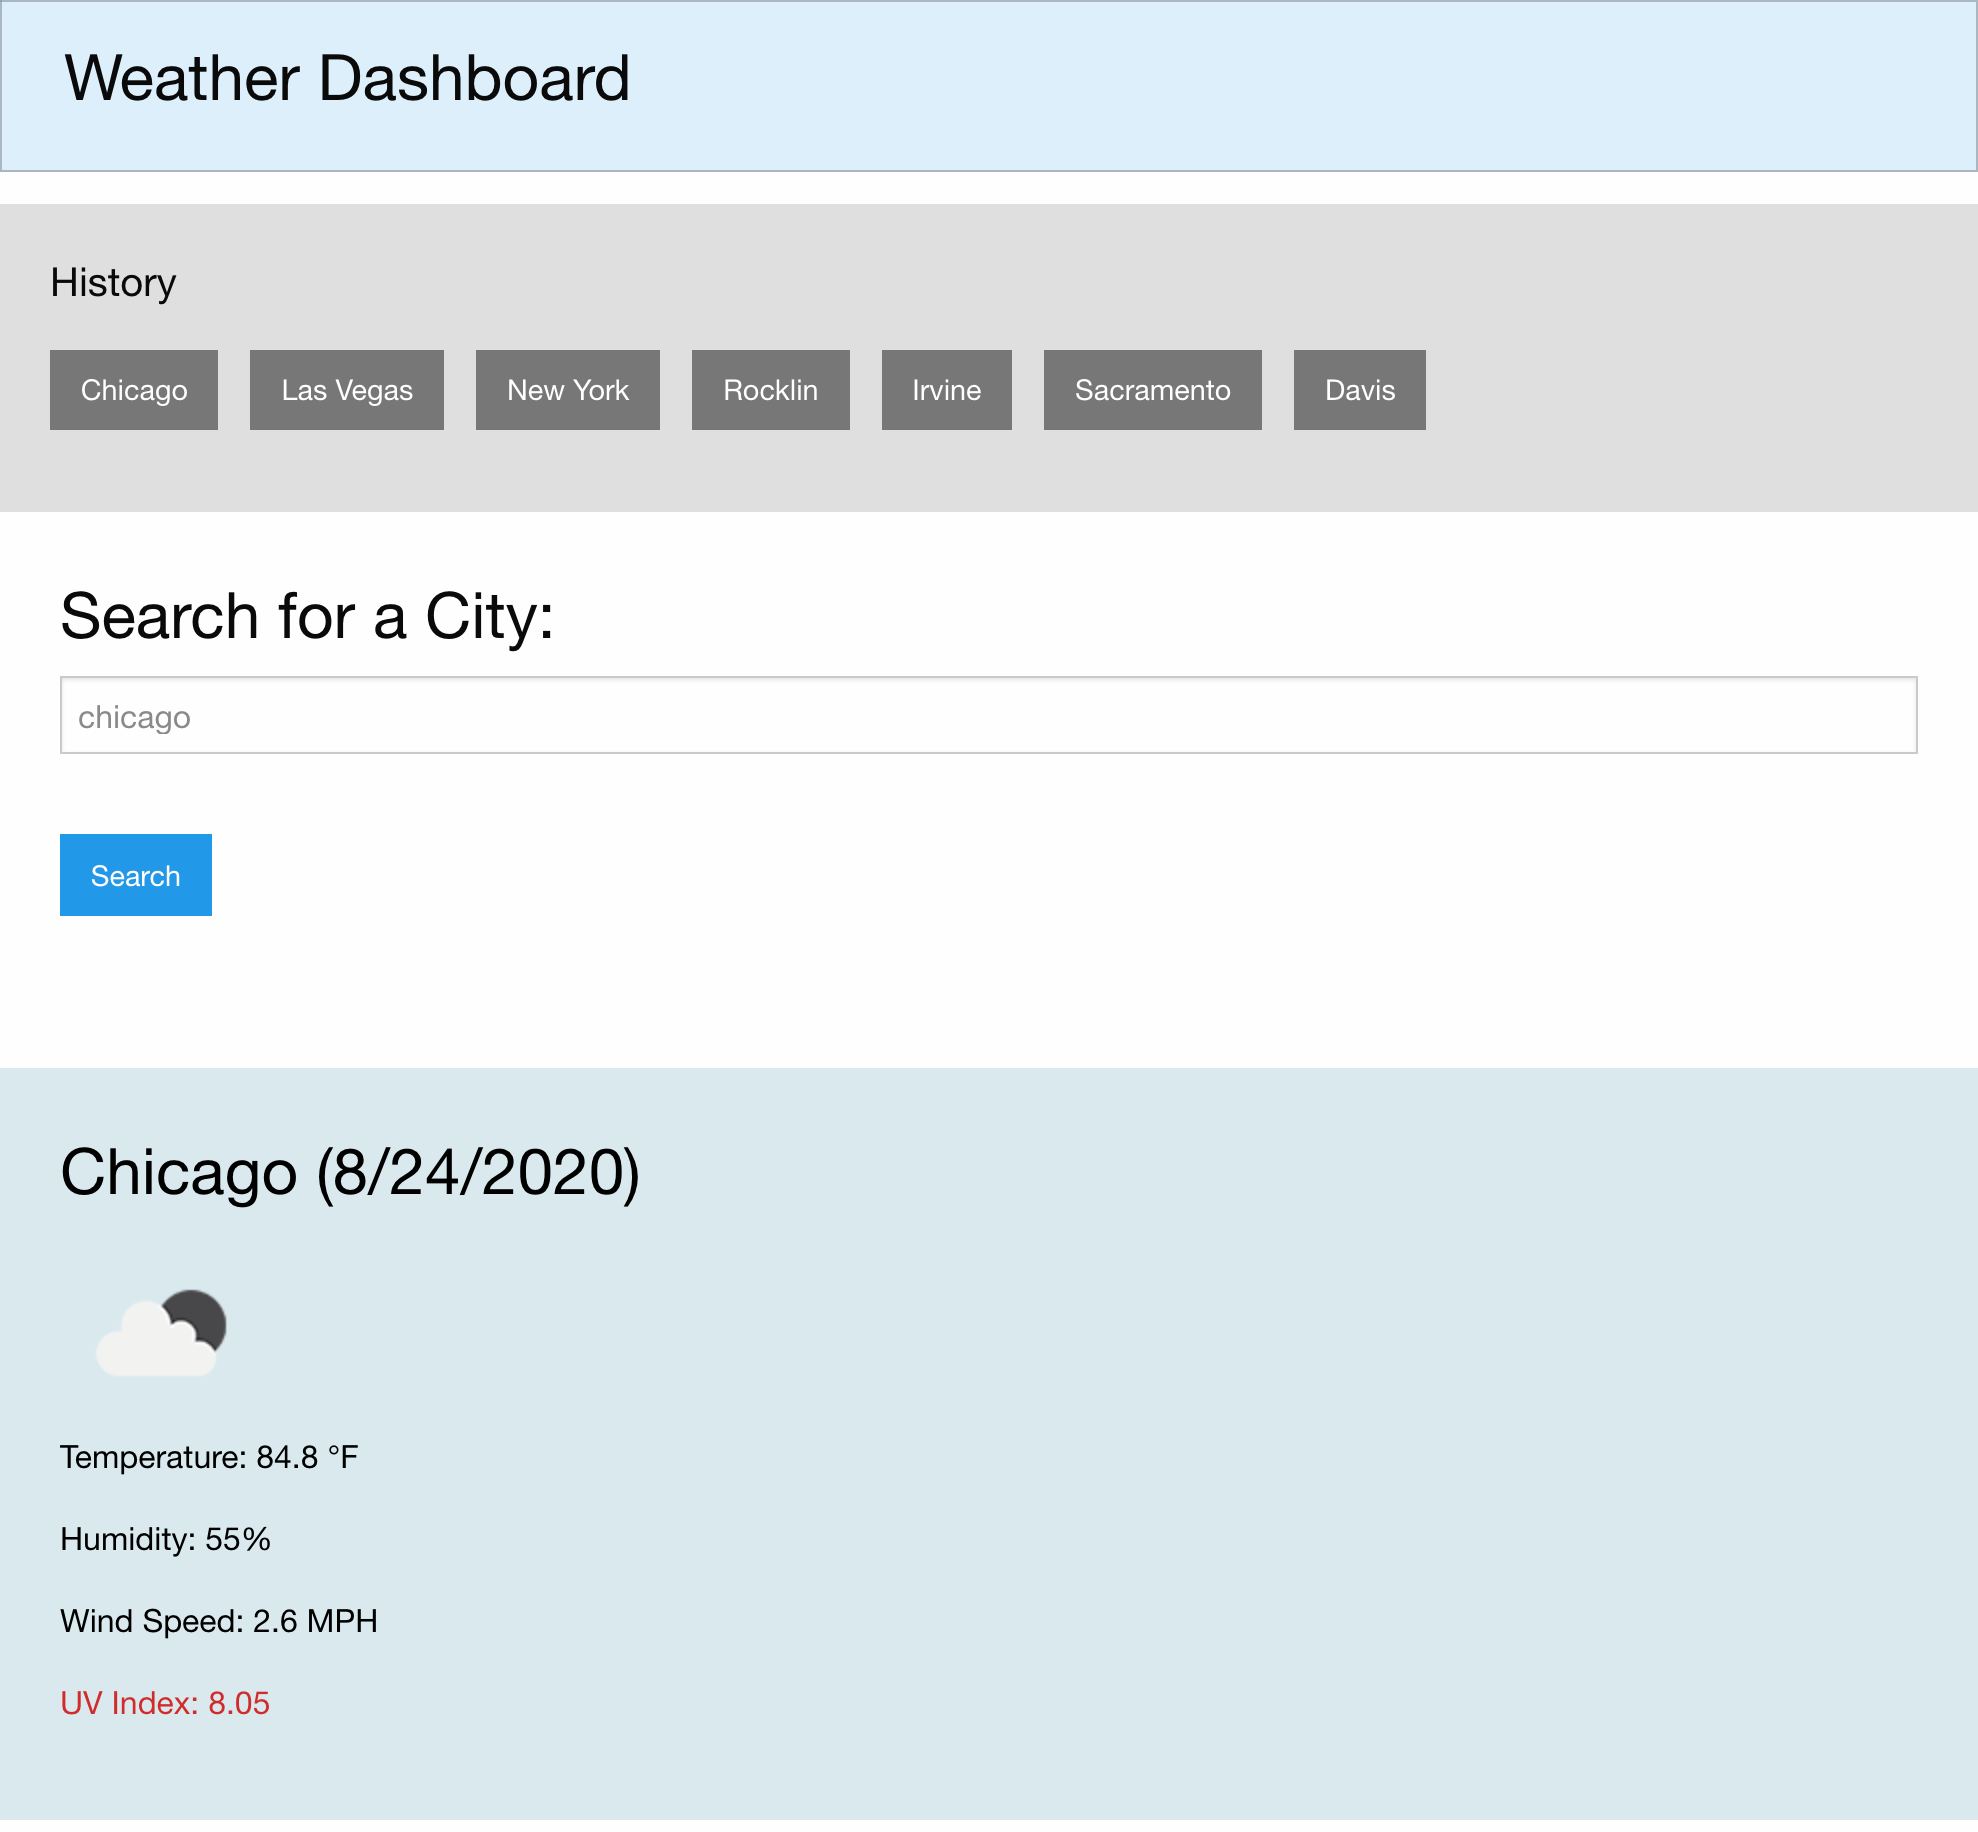 Weather Dashboard
History
Chicago Las Vegas New York Rocklin Irvine Sacramento Davis
Search for a City:
chicago
Search
Chicago (8/24/2020)
Temperature: 84.8 °F
Humidity: 55%
Wind Speed: 2.6 MPH
UV Index: 8.05